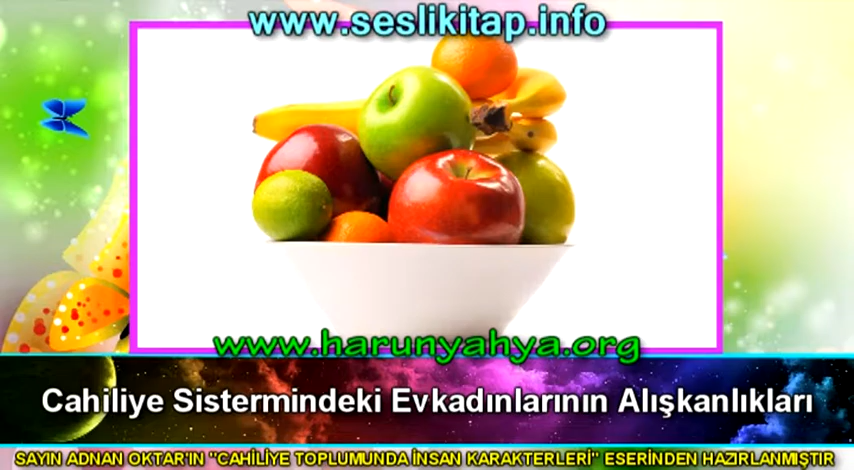 www.seslikitap.info
www.harunyahya.org
Cahiliye Sistermindeki Evkadınlarının Alışkanlıkları
SAYIN ADNAN OKTAR'IN "CAHİLİYE TOPLUMUNDA İNSAN KARAKTERLERİ" ESERİNDEN HAZIRLANMIŞTIR